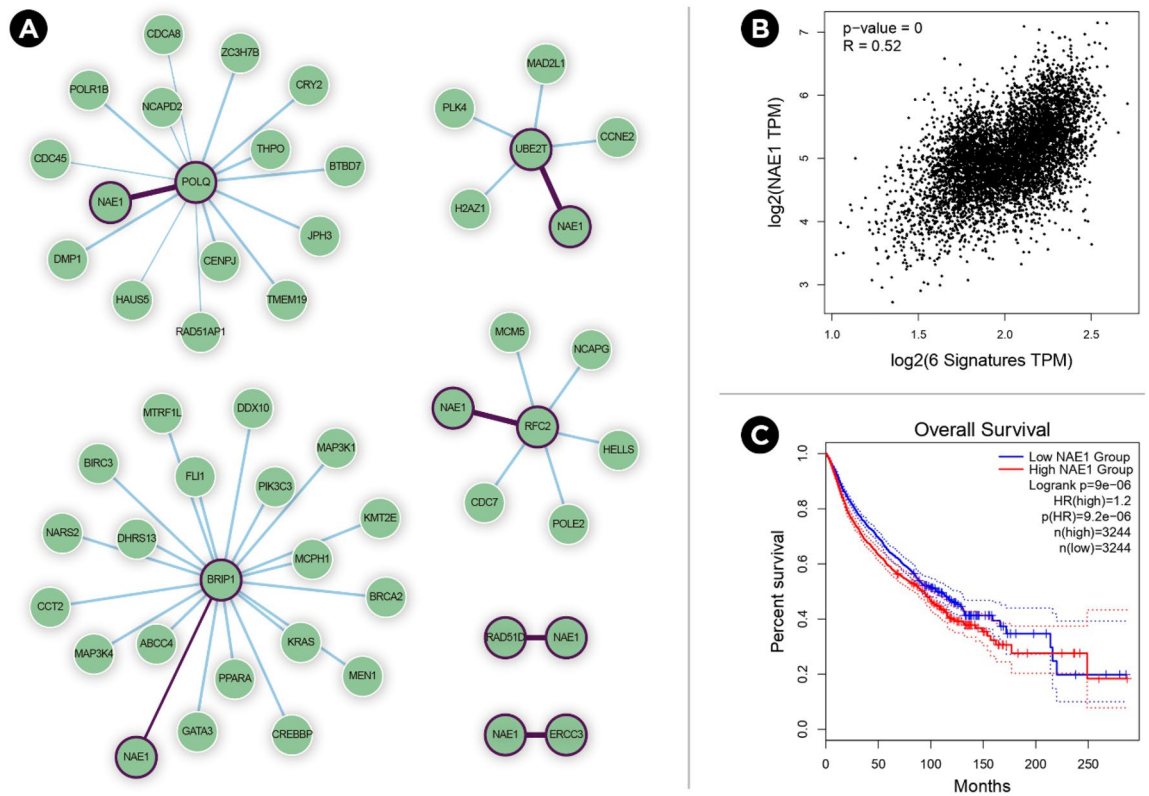 A
CDCA8
ZC3H7B
POLR1B
NCAPD2
CRY2
CDC45
THPO
BTBD7
POLQ
NAE1
JPH3
DMP1
CENPJ
HAUS5
TMEM19
RAD51AP1
MAD2L1
PLK4
CCNE2
UBE2T
H2AZ1
NAE1
MCM5
NCAPG
NAE1
RFC2
HELLS
CDC7
POLE2
MTRF1L
DDX10
MAP3K1
BIRC3
FLI1
PIK3C3
NARS2
DHRS13
KMT2E
MCPH1
BRIP1
CCT2
BRCA2
MAP3K4
ABCC4
KRAS
PPARA
MEN1
GATA3
CREBBP
NAE1
RAD51D
NAE1
NAE1
ERCC3
B
p-value = 0
R = 0.52
log2(NAE1 TPM)
7
6
5
4
3
1.0
1.5
2.0
2.5
log2(6 Signatures TPM)
C
Overall Survival
Low NAE1 Group
High NAE1 Group
Logrank p=9e-06
HR(high)=1.2
p(HR)=9.2e-06
n(high)=3244
n(low)=3244
Percent survival
1.0
0.8
0.6
0.4
0.2
0.0
0
50
100
150
200
250
Months